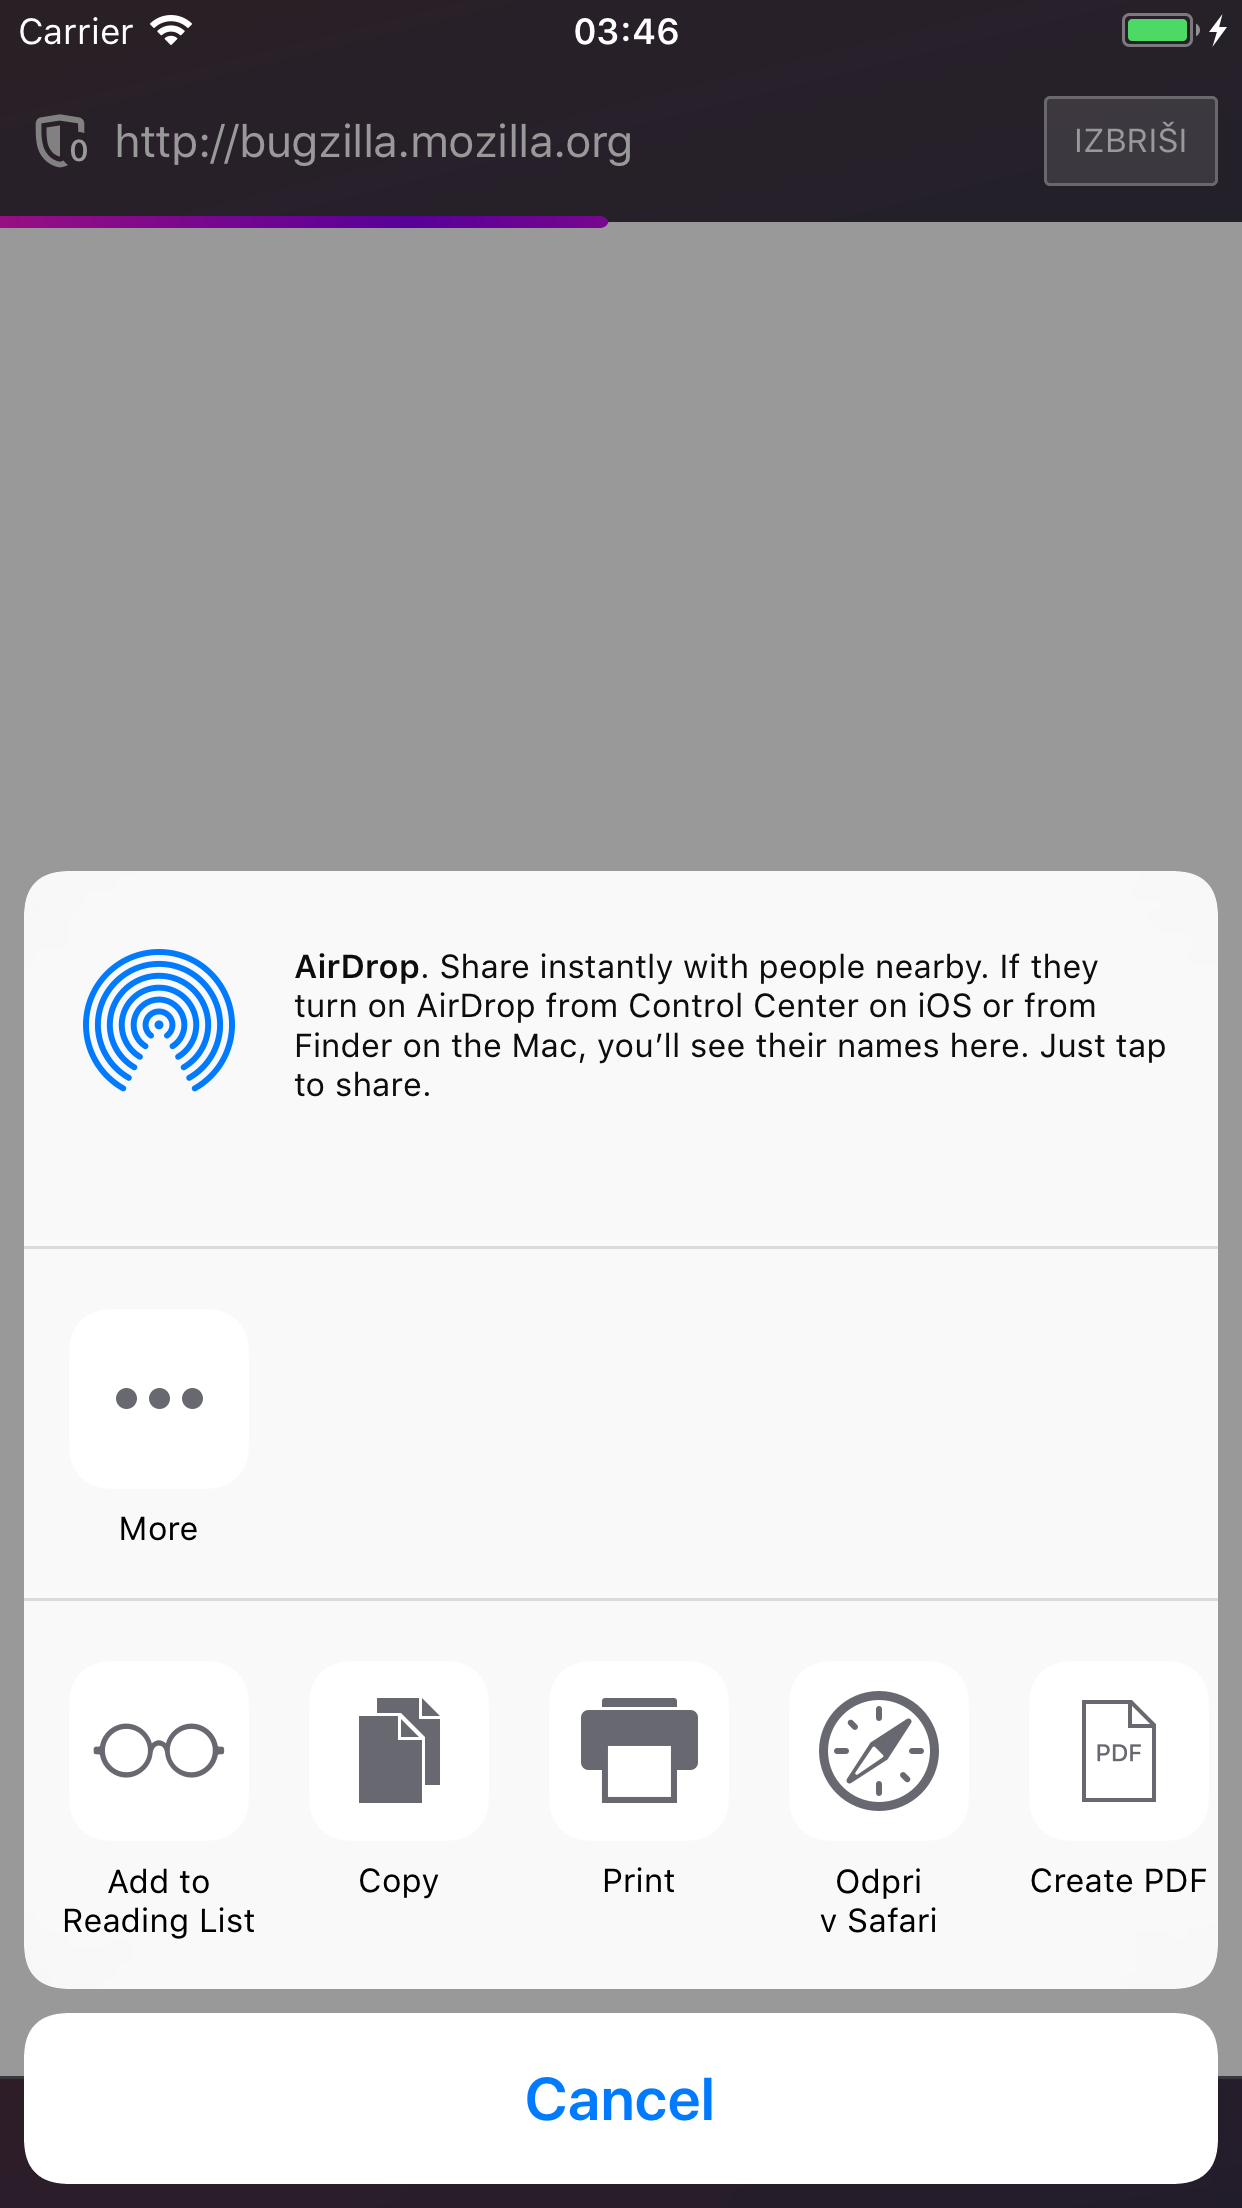 Carrier 03:46
0 http://bugzilla.mozilla.org IZBRIŠI
AirDrop. Share instantly with people nearby. If they
turn on AirDrop from Control Center on iOS or from
Finder on the Mac, you’ll see their names here. Just tap
to share.
More
Add to
Reading List
Copy
Print
Odpri
v Safari
PDF
Create PDF
Cancel